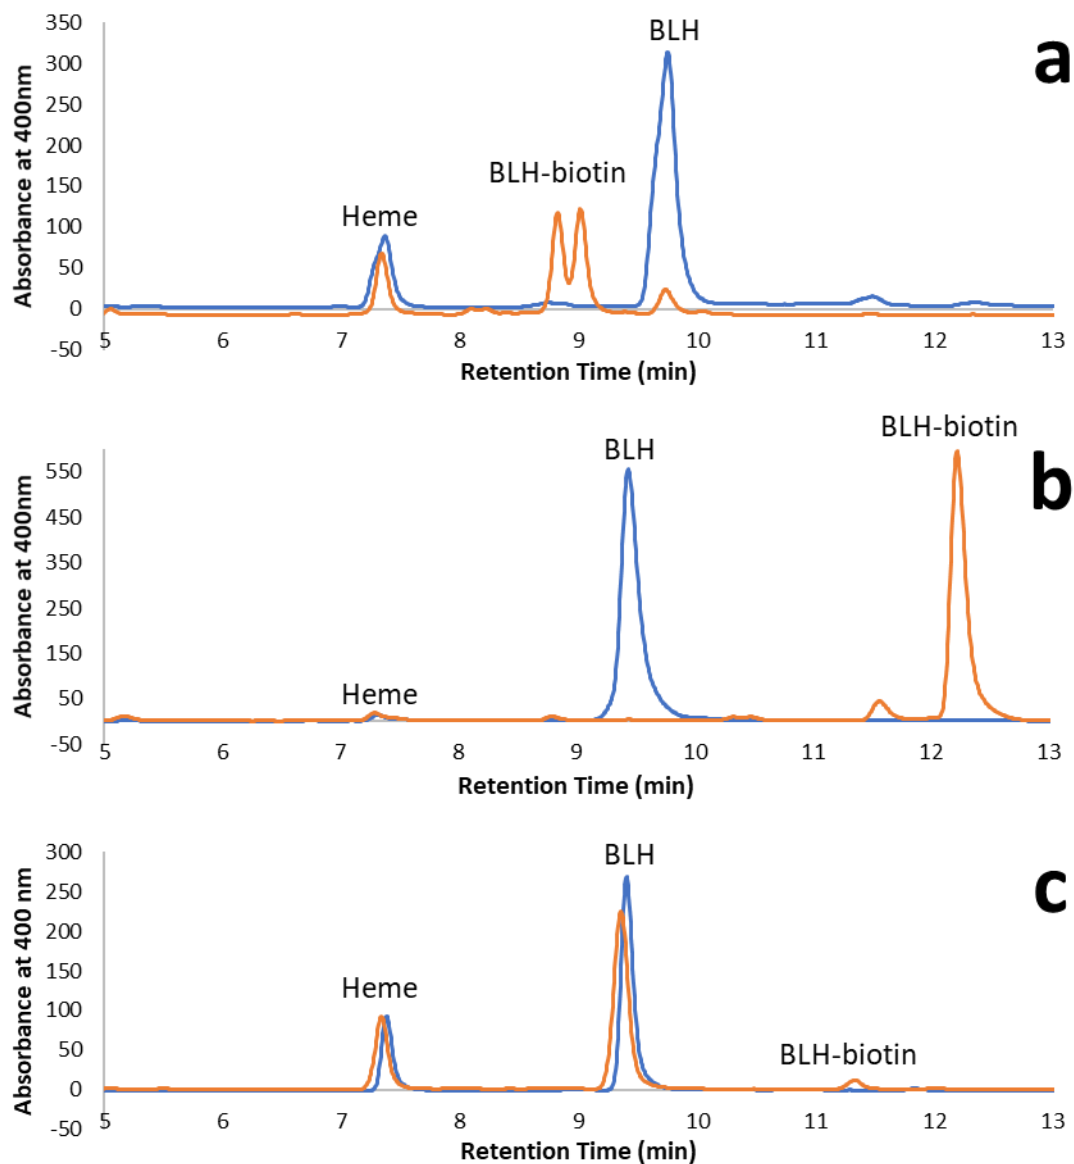 350
300
250
200
150
100
50
0
-50
Absorbance at 400nm
BLH
a
BLH-biotin
Heme
5 6 7 8 9 10 11 12 13
Retention Time (min)
BLH-biotin
BLH
b
550
450
350
250
150
50
-50
Absorbance at 400nm
Heme
5 6 7 8 9 10 11 12 13
Retention Time (min)
300
250
200
150
100
50
0
-50
Absorbance at 400 nm
BLH
c
Heme
BLH-biotin
5 6 7 8 9 10 11 12 13
Retention Time (min)